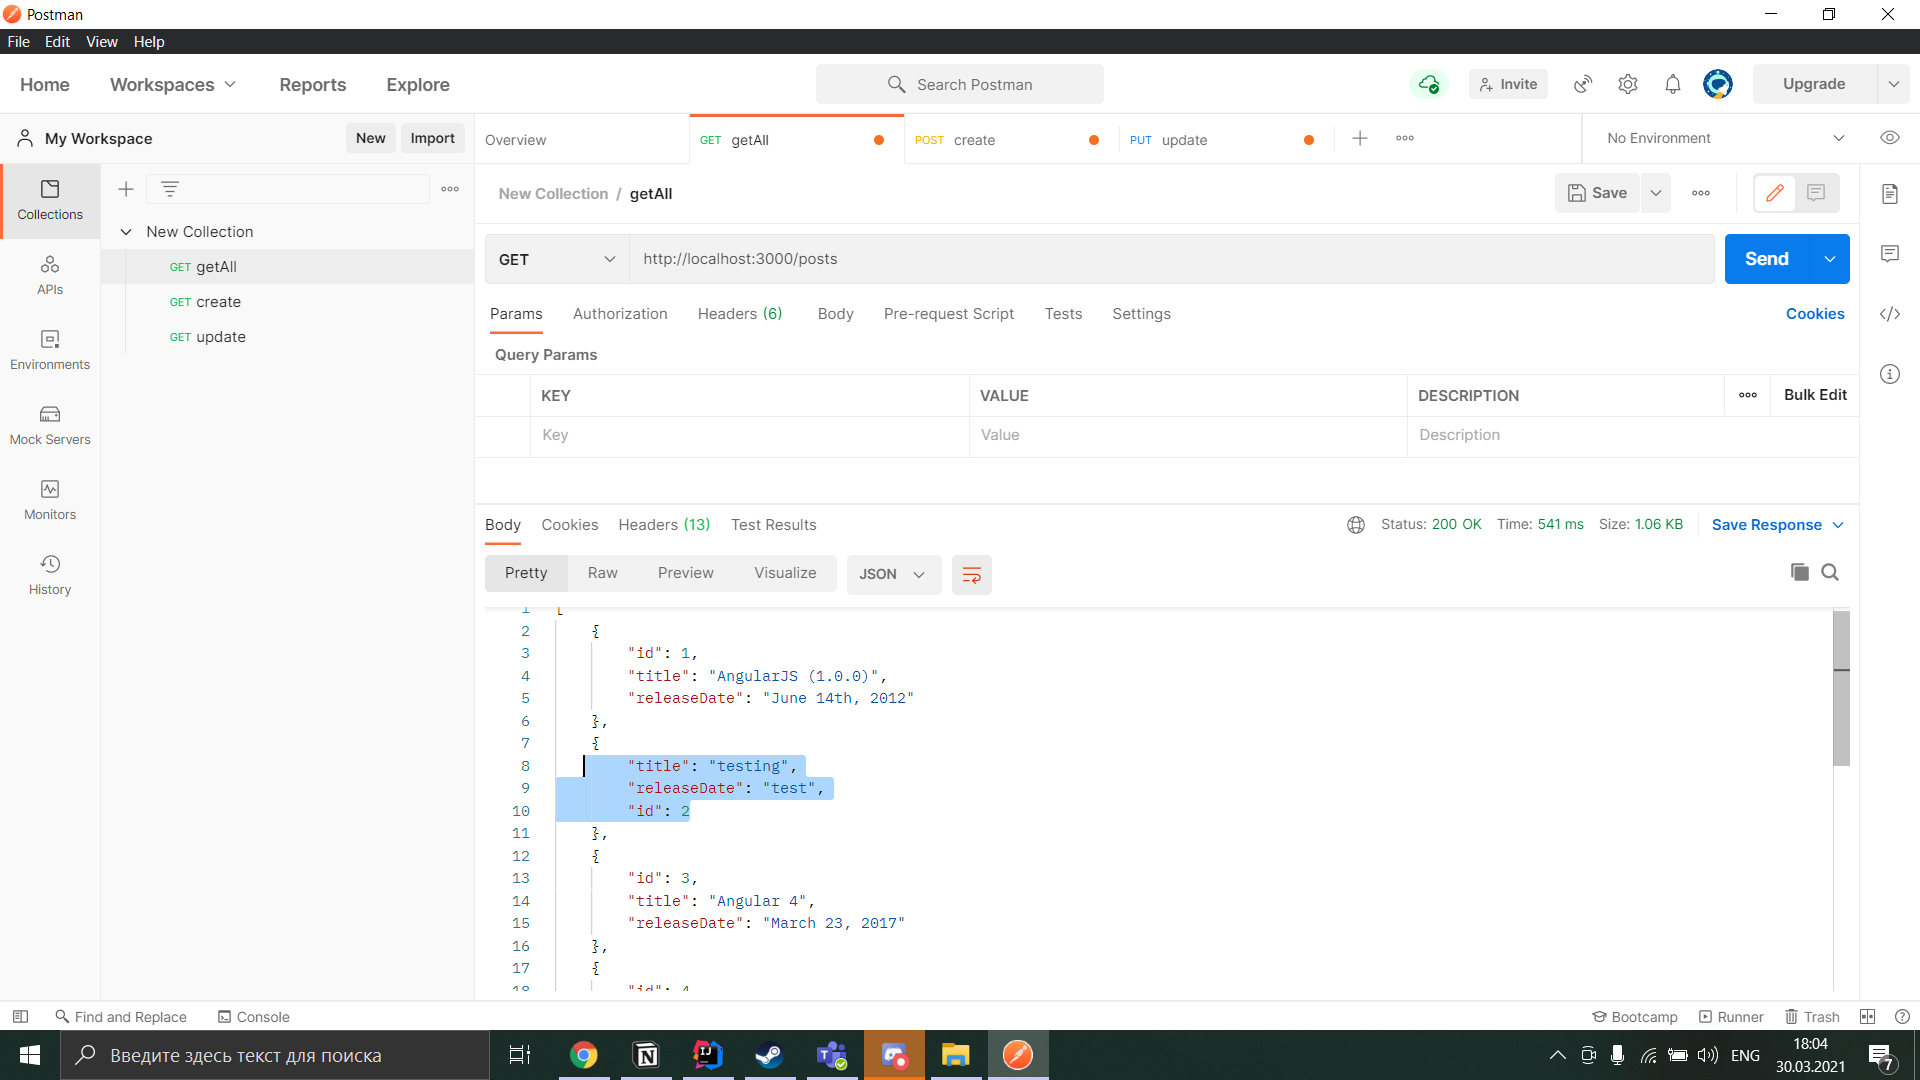 Postman
File Edit View Help
Home Workspaces Reports Explore Search Postman Invite Upgrade
My Workspace New Import Overview GET getAll POST create PUT update No Environment
Collections
APIs
Environments
Mock Servers
Monitors
History
New Collection
GET getAll
GET create
GET update
New Collection / getAll Save
GET http://localhost:3000/posts Send
Params Authorization Headers (6) Body Pre-request Script Tests Settings Cookies
Query Params
KEY VALUE DESCRIPTION Bulk Edit
Key Value Description
Body Cookies Headers (13) Test Results Status: 200 OK Time: 541 ms Size: 1.06 KB Save Response
Pretty Raw Preview Visualize JSON
1 [
2 {
3 "id": 1,
4 "title": "AngularJS (1.0.0)",
5 "releaseDate": "June 14th, 2012"
6 },
7 {
8 "title": "testing",
9 "releaseDate": "test",
10 "id": 2
11 },
12 {
13 "id": 3,
14 "title": "Angular 4",
15 "releaseDate": "March 23, 2017"
16 },
17 {
18 "id": 4
Find and Replace Console Bootcamp Runner Trash
Введите здесь текст для поиска ENG 18:04
30.03.2021 7